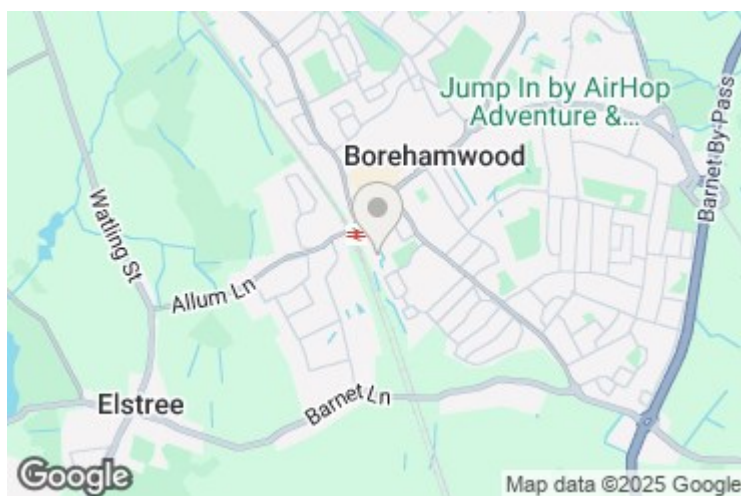 Jump In by AirHop
Adventure &...
Borehamwood
Barnet By-Pass
Watling St
Allum Ln
Elstree
Barnet Ln
Google
Map data ©2025 Google